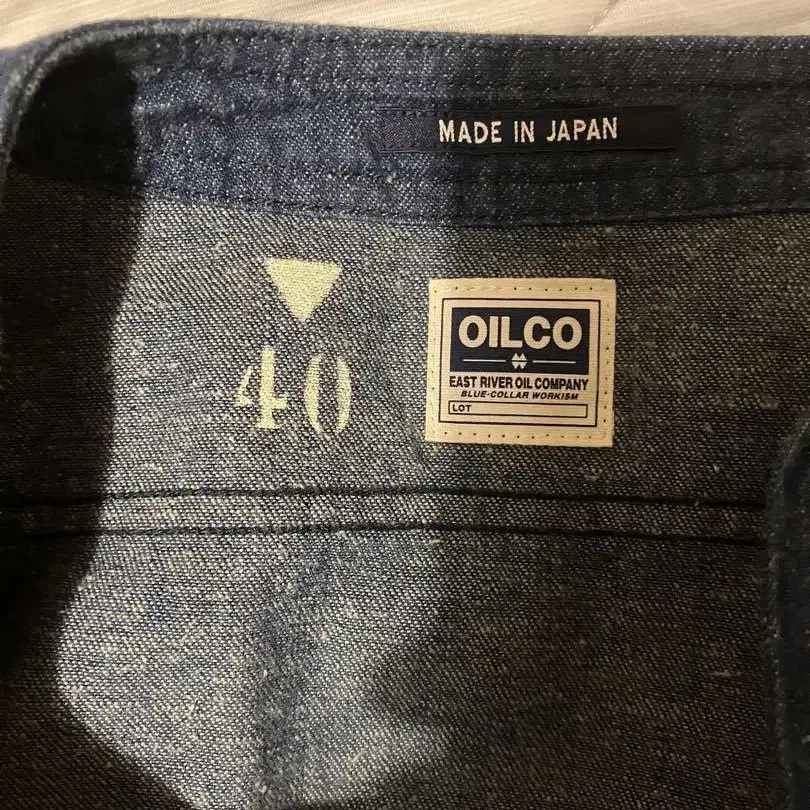 MADE IN JAPAN
40
OILCO
EAST RIVER OIL COMPANY
BLUE-COLLAR WORKISM
LOT